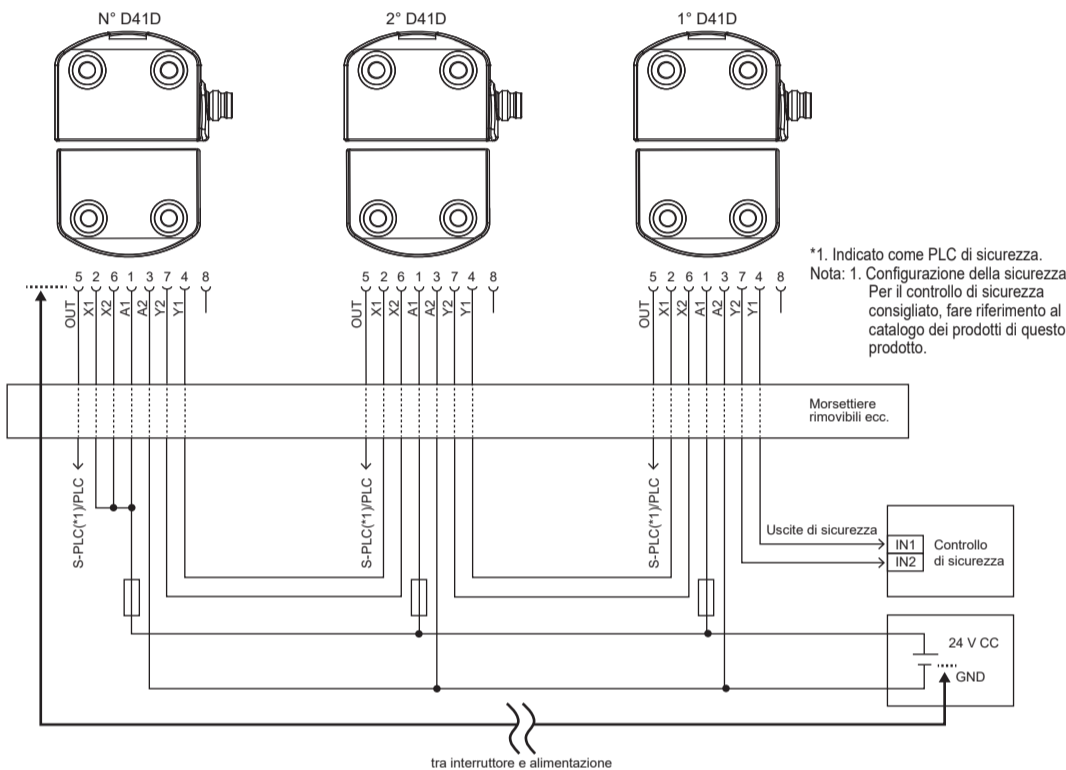 N° D41D
2° D41D
1° D41D
*1. Indicato come PLC di sicurezza.
Nota: 1. Configurazione della sicurezza
Per il controllo di sicurezza
consigliato, fare riferimento al
catalogo dei prodotti di questo
prodotto.
5 2 6 1 3 7 4 8
OUT X1 X2 A1 A2 Y2 Y1
5 2 6 1 3 7 4 8
OUT X1 X2 A1 A2 Y2 Y1
5 2 6 1 3 7 4 8
OUT X1 X2 A1 A2 Y2 Y1
Morsettiere
rimovibili ecc.
S-PLC(*1)/PLC
S-PLC(*1)/PLC
S-PLC(*1)/PLC
Uscite di sicurezza
IN1
IN2
Controllo
di sicurezza
24 V CC
GND
tra interruttore e alimentazione